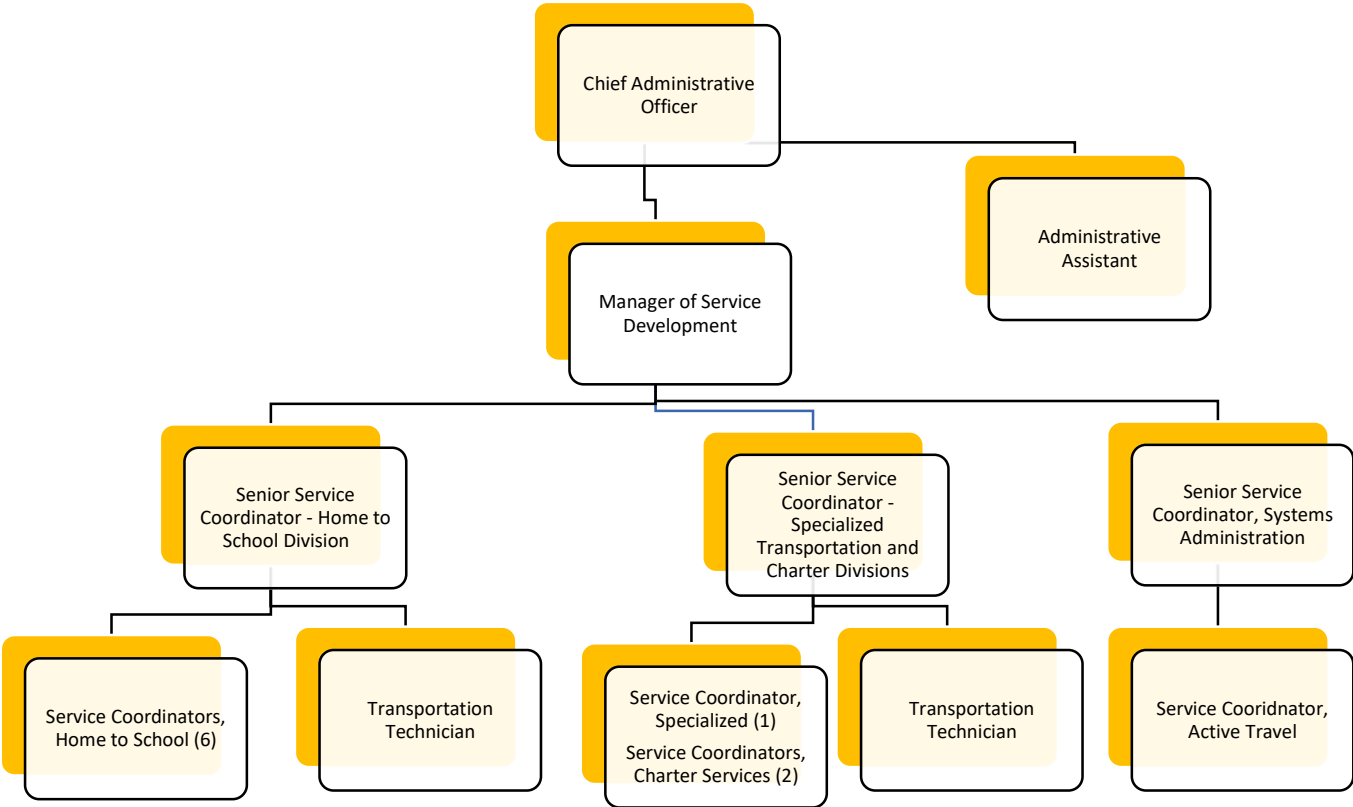 Chief Administrative
Officer
Administrative
Assistant
Manager of Service
Development
Senior Service
Coordinator - Home to
School Division
Senior Service
Coordinator -
Specialized
Transportation and
Charter Divisions
Senior Service
Coordinator, Systems
Administration
Service Coordinators,
Home to School (6)
Transportation
Technician
Service Coordinator,
Specialized (1)
Service Coordinators,
Charter Services (2)
Transportation
Technician
Service Cooridnator,
Active Travel